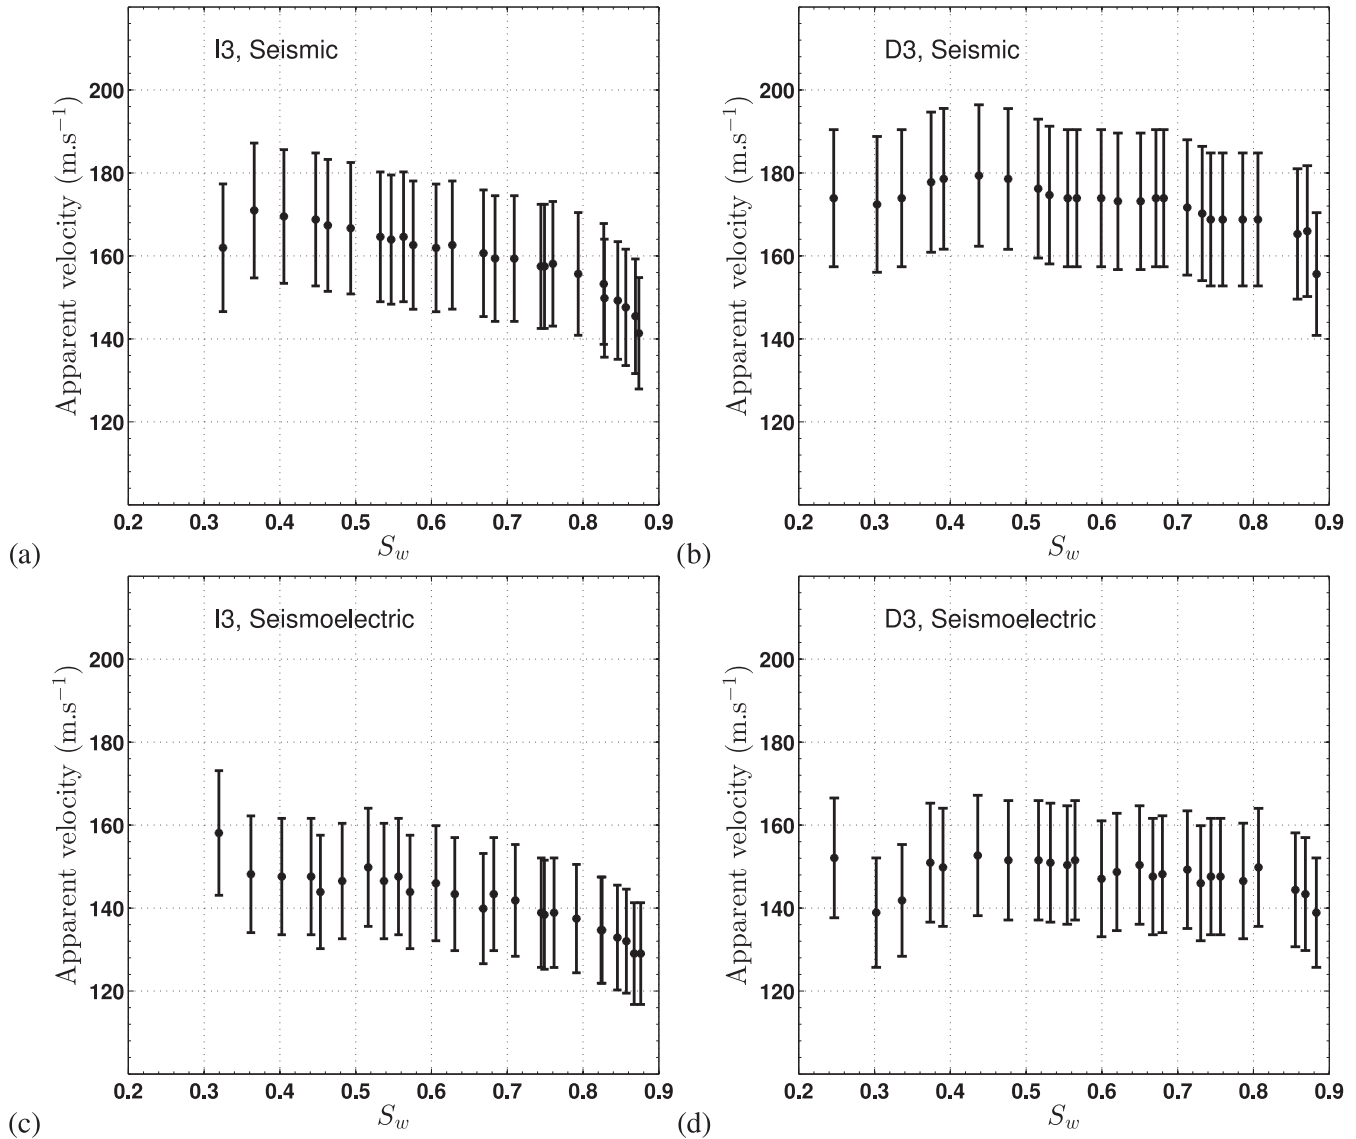 I3, Seismic
Apparent velocity (m.s⁻¹)
200
180
160
140
120
0.2 0.3 0.4 0.5 0.6 0.7 0.8 0.9
S_w
(a)
D3, Seismic
Apparent velocity (m.s⁻¹)
200
180
160
140
120
0.2 0.3 0.4 0.5 0.6 0.7 0.8 0.9
S_w
(b)
I3, Seismoelectric
Apparent velocity (m.s⁻¹)
200
180
160
140
120
0.2 0.3 0.4 0.5 0.6 0.7 0.8 0.9
S_w
(c)
D3, Seismoelectric
Apparent velocity (m.s⁻¹)
200
180
160
140
120
0.2 0.3 0.4 0.5 0.6 0.7 0.8 0.9
S_w
(d)